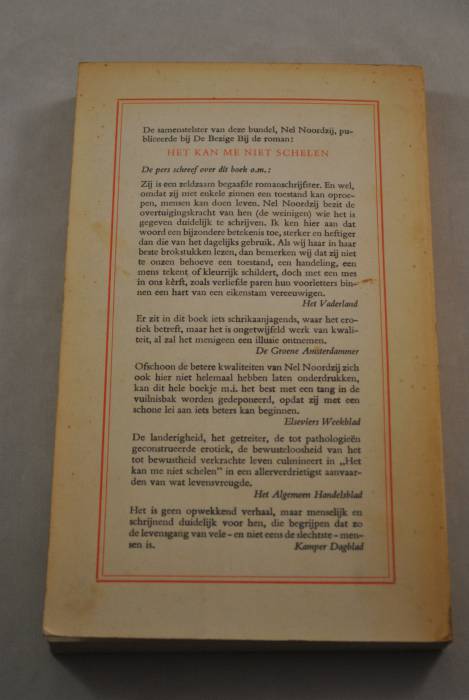 De samenstelster van deze bundel, Nel Noordzij, pu-
bliceerde bij De Bezige Bij de roman:
HET KAN ME NIET SCHELEN
De pers schreef over dit boek o.m.:
Zij is een zeldzaam begaafde romanschrijfster. En wel,
omdat zij met enkele zinnen een toestand kan oproe-
pen, mensen kan doen leven. Nel Noordzij bezit de
overtuigingskracht van hen (de weinigen) wie het is
gegeven duidelijk te schrijven. Ik ken hier aan dat
woord een bijzondere betekenis toe, sterker en heftiger
dan die van het dagelijks gebruik. Als wij haar in haar
beste brokstukken lezen, dan bemerken wij dat zij niet
te onzen behoeve een toestand, een handeling, een
mens tekent of kleurrijk schildert, doch met een mes
in ons kèrft, zoals verliefde paren hun voorletters bin-
nen een hart van een eikenstam vereeuwigen.
Het Vaderland
Er zit in dit boek iets schrikaanjagends, waar het ero-
tiek betreft, maar het is ongetwijfeld werk van kwali-
teit, al zal het menigeen een illusie ontnemen.
De Groene Amsterdammer
Ofschoon de betere kwaliteiten van Nel Noordzij zich
ook hier niet helemaal hebben laten onderdrukken,
kan dit hele boekje m.i. het best met een tang in de
vuilnisbak worden gedeponeerd, opdat zij met een
schone lei aan iets beters kan beginnen.
Elseviers Weekblad
De landerigheid, het getreiter, de tot pathologieën
geconstrueerde erotiek, de bewusteloosheid van het
tot bewustheid verkrachte leven culmineert in „Het
kan me niet schelen” in een allerverdrietigst aanvaar-
den van wat levensvreugde.
Het Algemeen Handelsblad
Het is geen opwekkend verhaal, maar menselijk en
schrijnend duidelijk voor hen, die begrijpen dat zo
de levensgang van vele – en niet eens de slechtste – men-
sen is. Kamper Dagblad